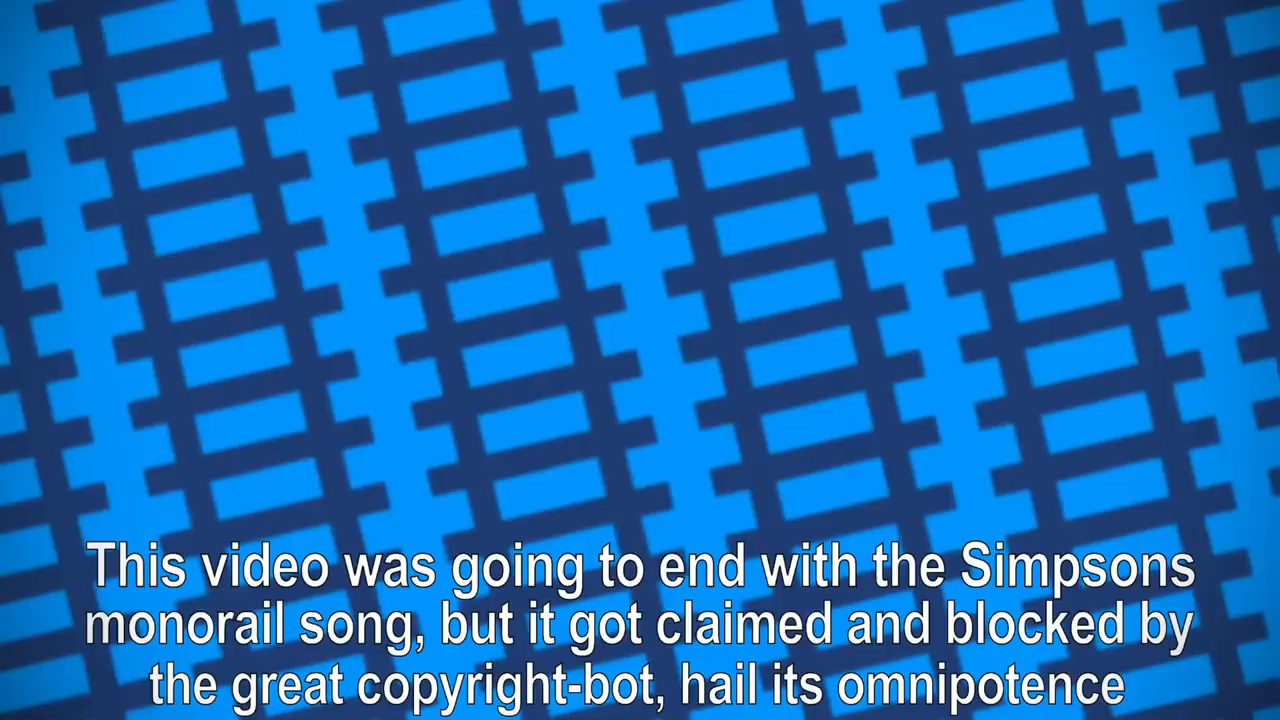 This video was going to end with the Simpsons
monorail song, but it got claimed and blocked by
the great copyright-bot, hail its omnipotence